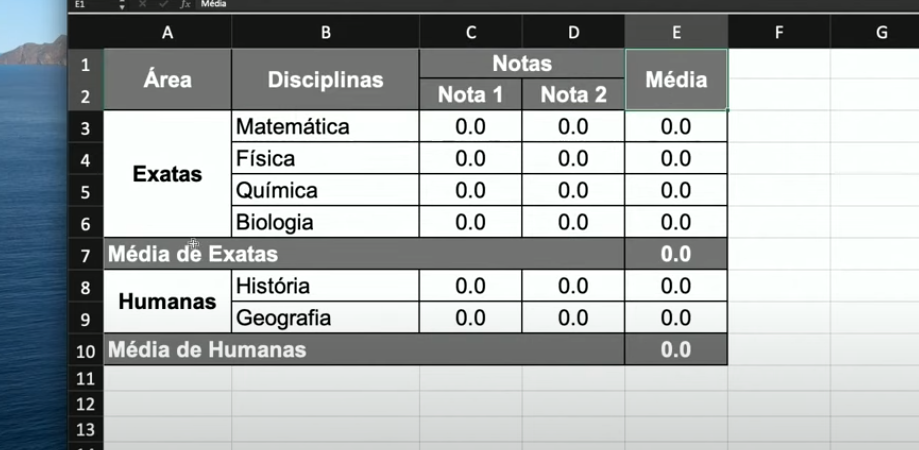 E1 fx Média
A B C D E F G
1 Área Disciplinas Notas Média
2 Nota 1 Nota 2
3 Exatas Matemática 0.0 0.0 0.0
4 Física 0.0 0.0 0.0
5 Química 0.0 0.0 0.0
6 Biologia 0.0 0.0 0.0
7 Média de Exatas 0.0
8 Humanas História 0.0 0.0 0.0
9 Geografia 0.0 0.0 0.0
10 Média de Humanas 0.0
11
12
13